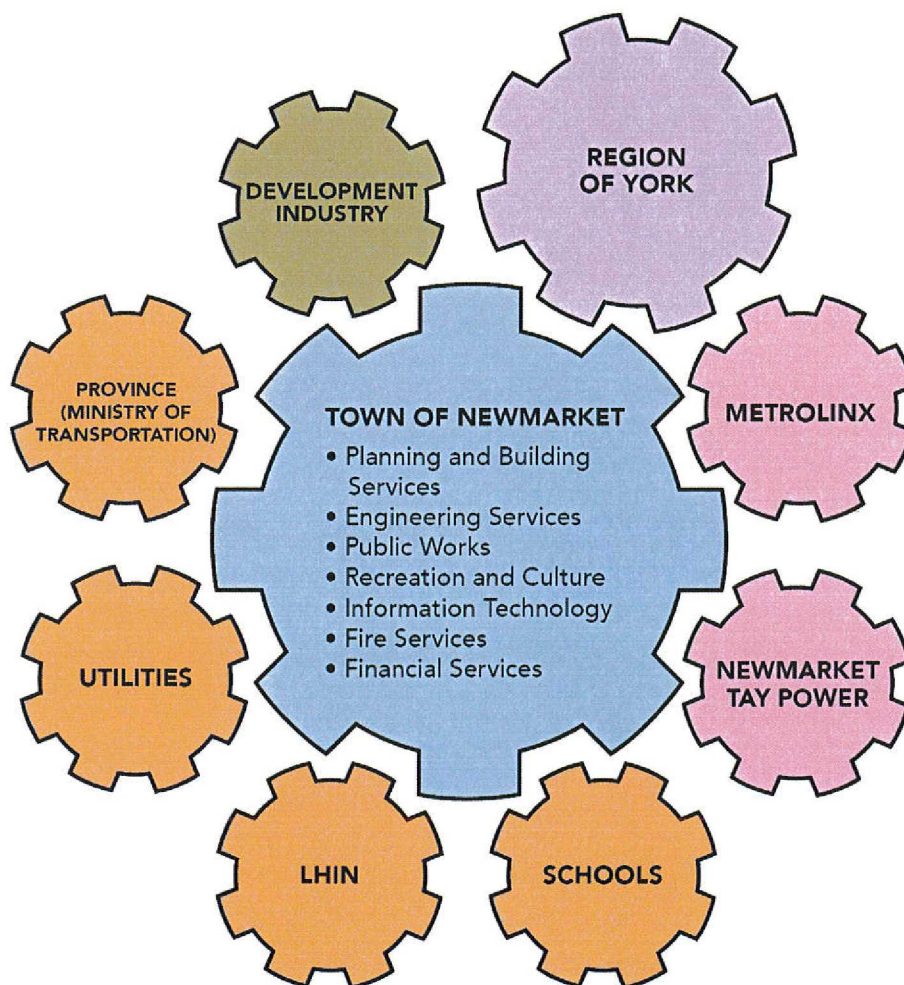 REGION
OF YORK
DEVELOPMENT
INDUSTRY
PROVINCE
(MINISTRY OF
TRANSPORTATION)
TOWN OF NEWMARKET
• Planning and Building
Services
• Engineering Services
• Public Works
• Recreation and Culture
• Information Technology
• Fire Services
• Financial Services
METROLINX
UTILITIES
NEWMARKET
TAY POWER
LHIN
SCHOOLS